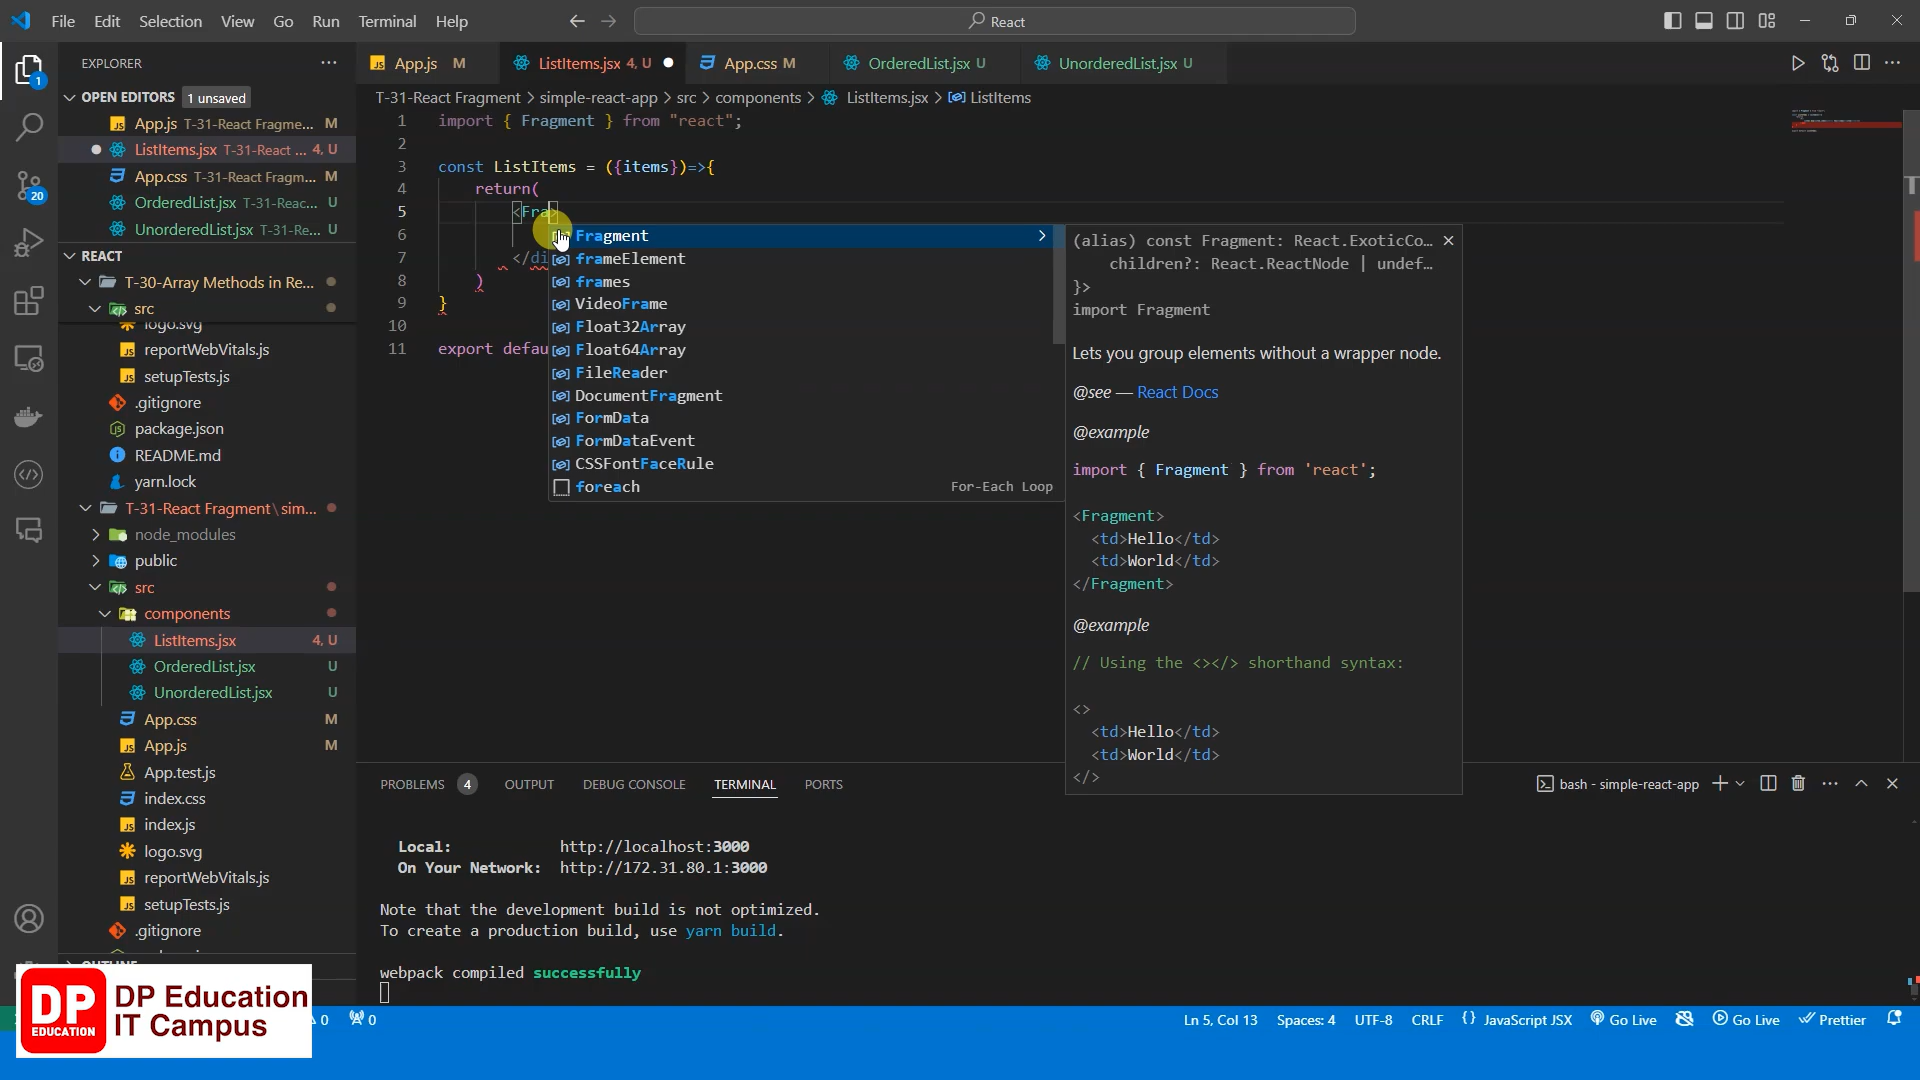 File Edit Selection View Go Run Terminal Help
React
EXPLORER
OPEN EDITORS 1 unsaved
App.js T-31-React Fragme... M
ListItems.jsx T-31-React ... 4, U
App.css T-31-React Fragm... M
OrderedList.jsx T-31-Reac... U
UnorderedList.jsx T-31-Re... U
REACT
T-30-Array Methods in Re...
src
logo.svg
reportWebVitals.js
setupTests.js
.gitignore
package.json
README.md
yarn.lock
T-31-React Fragment\sim...
node_modules
public
src
components
ListItems.jsx 4, U
OrderedList.jsx U
UnorderedList.jsx U
App.css M
App.js M
App.test.js
index.css
index.js
logo.svg
reportWebVitals.js
setupTests.js
.gitignore
OUTLINE
1
20
App.js M
ListItems.jsx 4, U
App.css M
OrderedList.jsx U
UnorderedList.jsx U
T-31-React Fragment > simple-react-app > src > components > ListItems.jsx > ListItems
1 import { Fragment } from "react";
2
3 const ListItems = ({items})=>{
4 return(
5 <Fra>
6
7 </di
8 )
9 }
10
11 export defau
Fragment
frameElement
frames
VideoFrame
Float32Array
Float64Array
FileReader
DocumentFragment
FormData
FormDataEvent
CSSFontFaceRule
foreach For-Each Loop
(alias) const Fragment: React.ExoticCo...
children?: React.ReactNode | undef...
}>
import Fragment
Lets you group elements without a wrapper node.
@see — React Docs
@example
import { Fragment } from 'react';
<Fragment>
<td>Hello</td>
<td>World</td>
</Fragment>
@example
// Using the <></> shorthand syntax:
<>
<td>Hello</td>
<td>World</td>
</>
PROBLEMS 4 OUTPUT DEBUG CONSOLE TERMINAL PORTS
bash - simple-react-app
Local: http://localhost:3000
On Your Network: http://172.31.80.1:3000
Note that the development build is not optimized.
To create a production build, use yarn build.
webpack compiled successfully
DP EDUCATION
DP Education
IT Campus
0 0
Ln 5, Col 13 Spaces: 4 UTF-8 CRLF {} JavaScript JSX Go Live Go Live Prettier